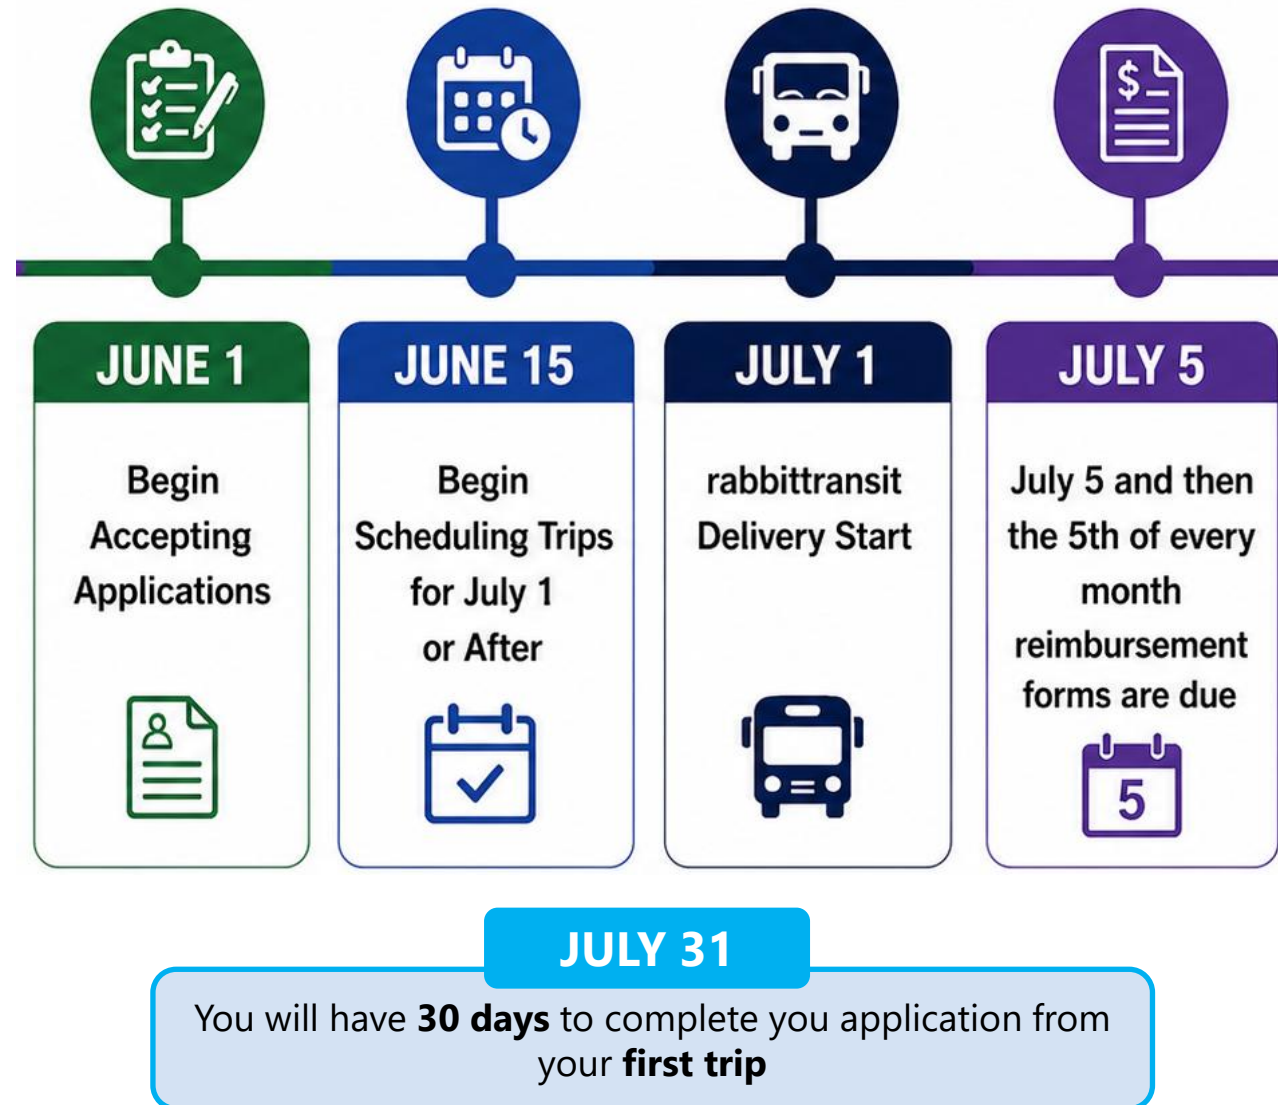 $
JUNE 1
Begin
Accepting
Applications
JUNE 15
Begin
Scheduling Trips
for July 1
or After
JULY 1
rabbittransit
Delivery Start
JULY 5
July 5 and then
the 5th of every
month
reimbursement
forms are due
5
JULY 31
You will have 30 days to complete you application from
your first trip